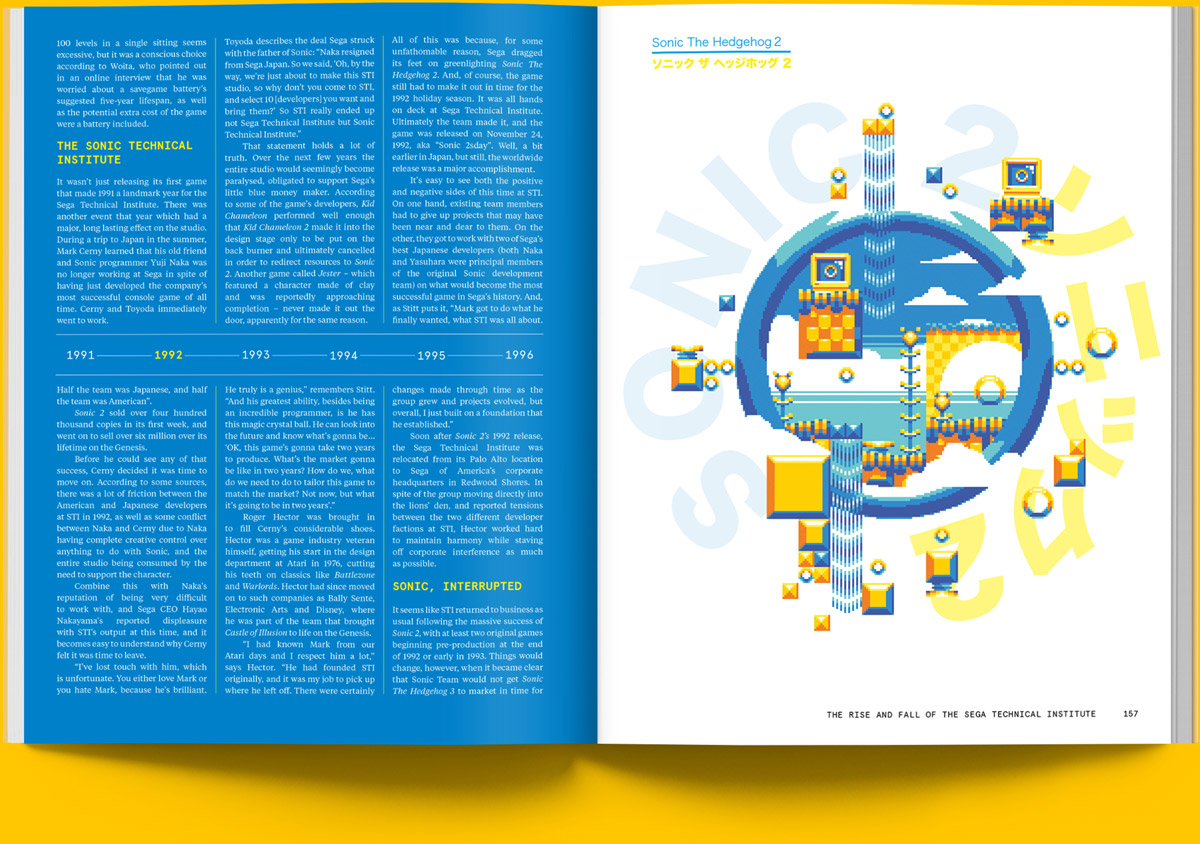 100 levels in a single sitting seems
excessive, but it was a conscious choice
according to Woita, who pointed out
in an online interview that he was
worried about a savegame battery's
suggested five-year lifespan, as well
as the potential extra cost of the game
were a battery included.
THE SONIC TECHNICAL
INSTITUTE
It wasn't just releasing its first game
that made 1991 a landmark year for the
Sega Technical Institute. There was
another event that year which had a
major, long lasting effect on the studio.
During a trip to Japan in the summer,
Mark Cerny learned that his old friend
and Sonic programmer Yuji Naka was
no longer working at Sega in spite of
having just developed the company's
most successful console game of all
time. Cerny and Toyoda immediately
went to work.
Toyoda describes the deal Sega struck
with the father of Sonic: “Naka resigned
from Sega Japan. So we said, ‘Oh, by the
way, we're just about to make this STI
studio, so why don't you come to STI,
and select 10 [developers] you want and
bring them?’ So STI really ended up
not Sega Technical Institute but Sonic
Technical Institute.”
That statement holds a lot of
truth. Over the next few years the
entire studio would seemingly become
paralysed, obligated to support Sega's
little blue money maker. According
to some of the game's developers, Kid
Chameleon performed well enough
that Kid Chameleon 2 made it into the
design stage only to be put on the
back burner and ultimately cancelled
in order to redirect resources to Sonic
2. Another game called Jester – which
featured a character made of clay
and was reportedly approaching
completion – never made it out the
door, apparently for the same reason.
All of this was because, for some
unfathomable reason, Sega dragged
its feet on greenlighting Sonic The
Hedgehog 2. And, of course, the game
still had to make it out in time for the
1992 holiday season. It was all hands
on deck at Sega Technical Institute.
Ultimately the team made it, and the
game was released on November 24,
1992, aka “Sonic 2sday”. Well, a bit
earlier in Japan, but still, the worldwide
release was a major accomplishment.
It's easy to see both the positive
and negative sides of this time at STI.
On one hand, existing team members
had to give up projects that may have
been near and dear to them. On the
other, they got to work with two of Sega's
best Japanese developers (both Naka
and Yasuhara were principal members
of the original Sonic development
team) on what would become the most
successful game in Sega's history. And,
as Stitt puts it, “Mark got to do what he
finally wanted, what STI was all about.
1991 1992 1993 1994 1995 1996
Half the team was Japanese, and half
the team was American”.
Sonic 2 sold over four hundred
thousand copies in its first week, and
went on to sell over six million over its
lifetime on the Genesis.
Before he could see any of that
success, Cerny decided it was time to
move on. According to some sources,
there was a lot of friction between the
American and Japanese developers
at STI in 1992, as well as some conflict
between Naka and Cerny due to Naka
having complete creative control over
anything to do with Sonic, and the
entire studio being consumed by the
need to support the character.
Combine this with Naka's
reputation of being very difficult
to work with, and Sega CEO Hayao
Nakayama's reported displeasure
with STI's output at this time, and it
becomes easy to understand why Cerny
felt it was time to leave.
“I've lost touch with him, which
is unfortunate. You either love Mark or
you hate Mark, because he's brilliant.
He truly is a genius,” remembers Stitt.
“And his greatest ability, besides being
an incredible programmer, is he has
this magic crystal ball. He can look into
the future and know what's gonna be...
‘OK, this game's gonna take two years
to produce. What's the market gonna
be like in two years? How do we, what
do we need to do to tailor this game to
match the market? Not now, but what
it's going to be in two years’.”
Roger Hector was brought in
to fill Cerny's considerable shoes.
Hector was a game industry veteran
himself, getting his start in the design
department at Atari in 1976, cutting
his teeth on classics like Battlezone
and Warlords. Hector had since moved
on to such companies as Bally Sente,
Electronic Arts and Disney, where
he was part of the team that brought
Castle of Illusion to life on the Genesis.
“I had known Mark from our
Atari days and I respect him a lot,”
says Hector. “He had founded STI
originally, and it was my job to pick up
where he left off. There were certainly
changes made through time as the
group grew and projects evolved, but
overall, I just built on a foundation that
he established.”
Soon after Sonic 2's 1992 release,
the Sega Technical Institute was
relocated from its Palo Alto location
to Sega of America's corporate
headquarters in Redwood Shores. In
spite of the group moving directly into
the lions' den, and reported tensions
between the two different developer
factions at STI, Hector worked hard
to maintain harmony while staving
off corporate interference as much
as possible.
SONIC, INTERRUPTED
It seems like STI returned to business as
usual following the massive success of
Sonic 2, with at least two original games
beginning pre-production at the end
of 1992 or early in 1993. Things would
change, however, when it became clear
that Sonic Team would not get Sonic
The Hedgehog 3 to market in time for
Sonic The Hedgehog 2
ソニック ザ ヘッジホッグ 2
SONIC 2
ソニック2
THE RISE AND FALL OF THE SEGA TECHNICAL INSTITUTE 157